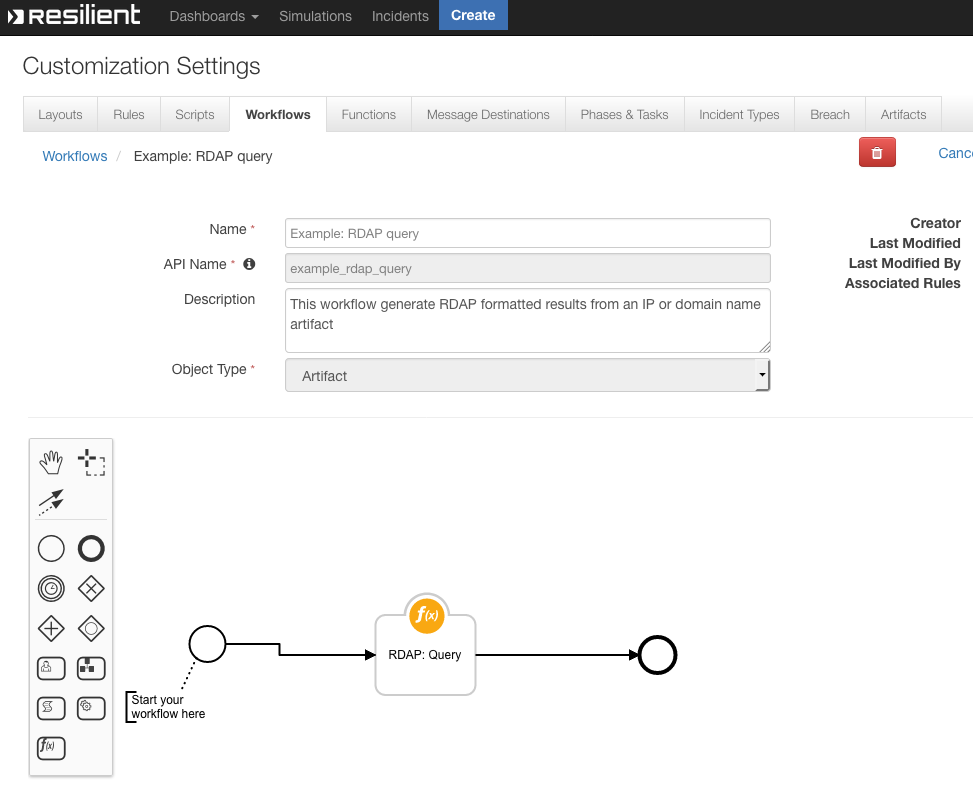 resilient Dashboards Simulations Incidents Create
Customization Settings
Layouts Rules Scripts Workflows Functions Message Destinations Phases & Tasks Incident Types Breach Artifacts
Workflows / Example: RDAP query Canc
Name * Example: RDAP query
API Name * example_rdap_query
Description This workflow generate RDAP formatted results from an IP or domain name
artifact
Object Type * Artifact
Creator
Last Modified
Last Modified By
Associated Rules
f(x)
RDAP: Query
Start your
workflow here
f(x)